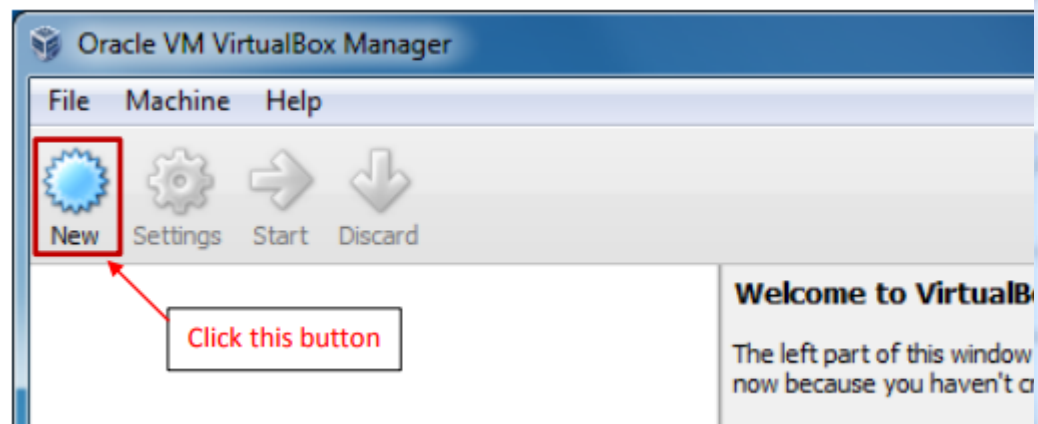 Oracle VM VirtualBox Manager
File Machine Help
New Settings Start Discard
Click this button
Welcome to VirtualB
The left part of this window
now because you haven't